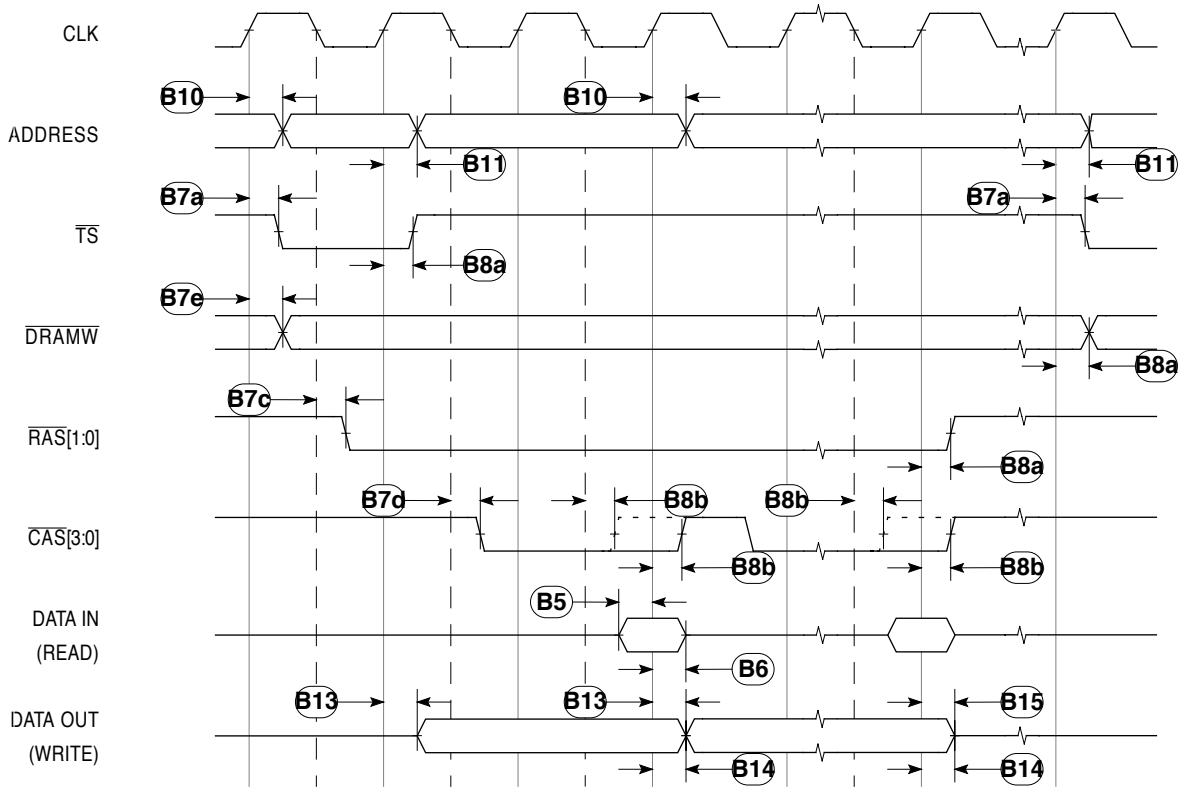 CLK
B10 B10
ADDRESS
B11 B11
B7a B7a
TS
B8a
B7e
DRAMW
B8a
B7c
RAS[1:0]
B8a
B7d B8b B8b
CAS[3:0]
B8b B8b
B5
DATA IN
(READ)
B6
B13 B13 B15
DATA OUT
(WRITE)
B14 B14